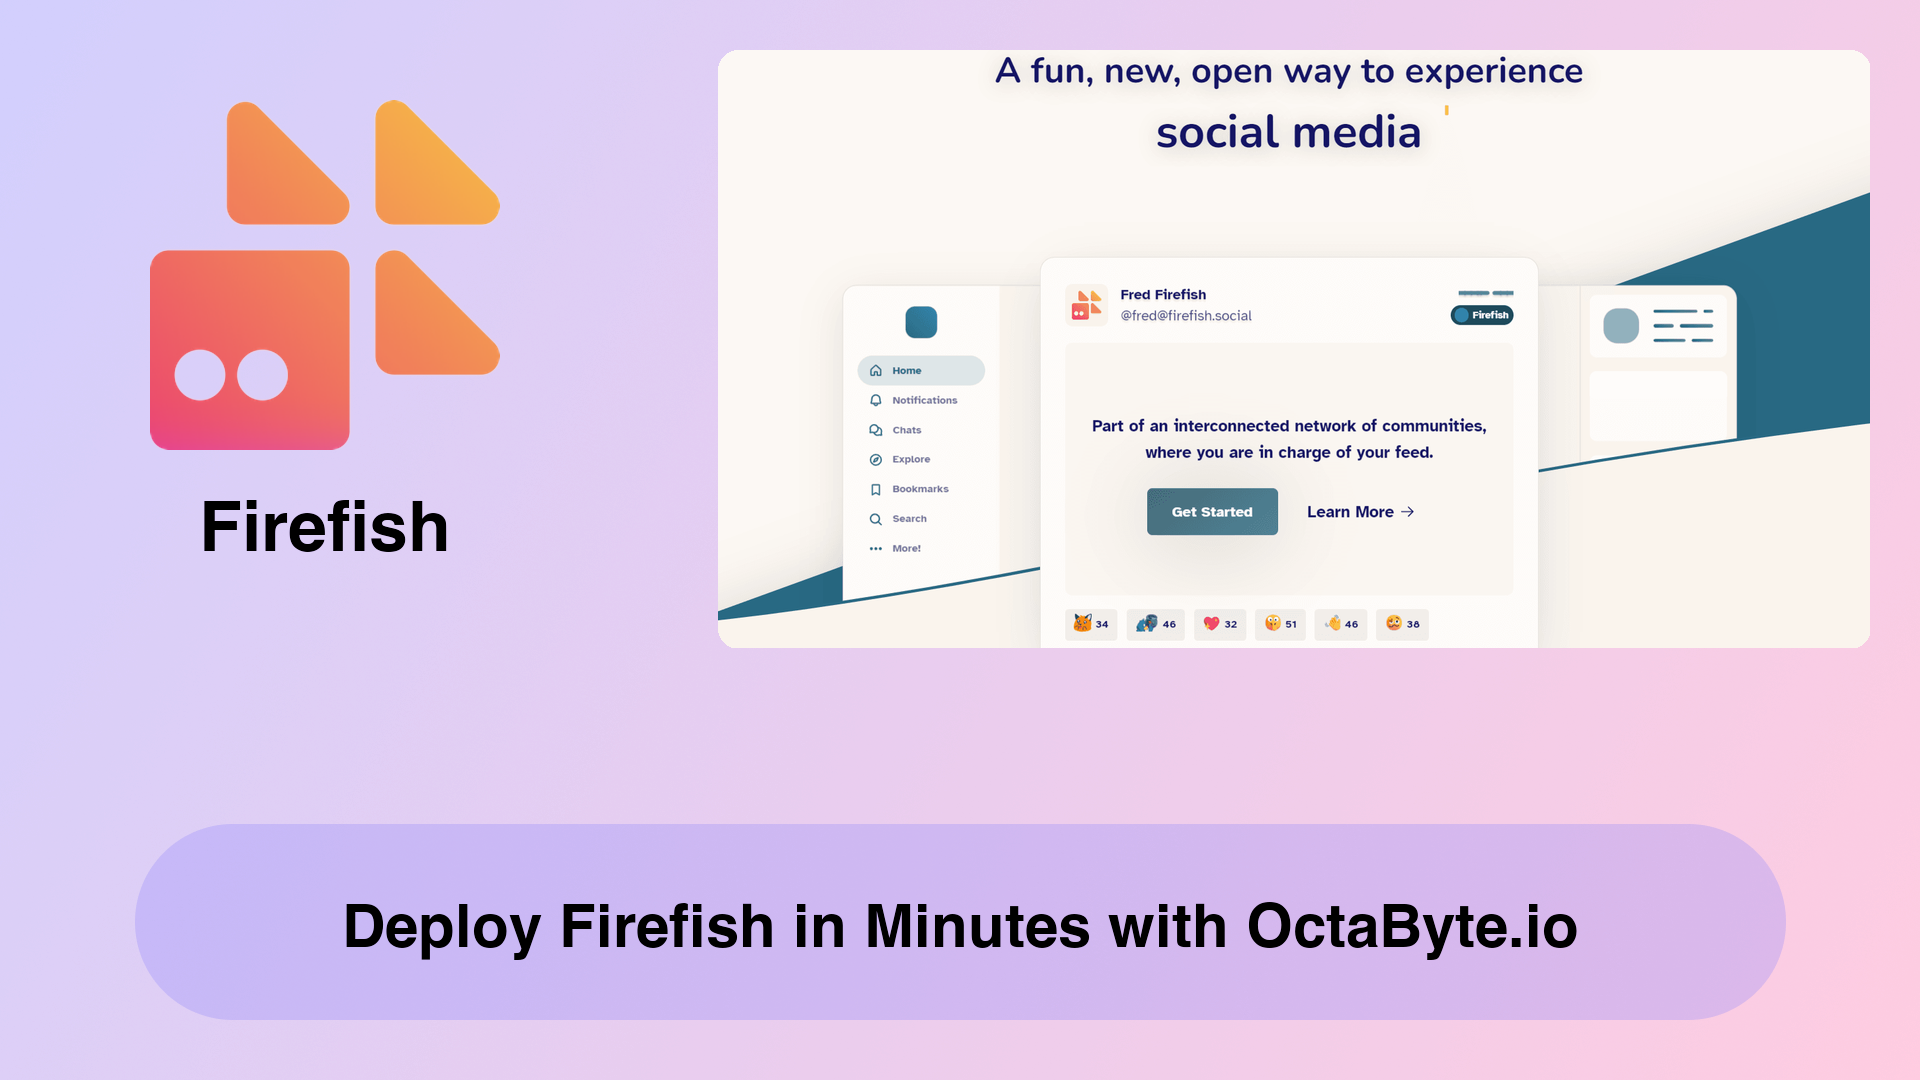 Firefish
A fun, new, open way to experience
social media
Home
Notifications
Chats
Explore
Bookmarks
Search
More!
Fred Firefish
@fred@firefish.social
Firefish
Part of an interconnected network of communities,
where you are in charge of your feed.
Get Started
Learn More →
34 46 32 51 46 38
Deploy Firefish in Minutes with OctaByte.io